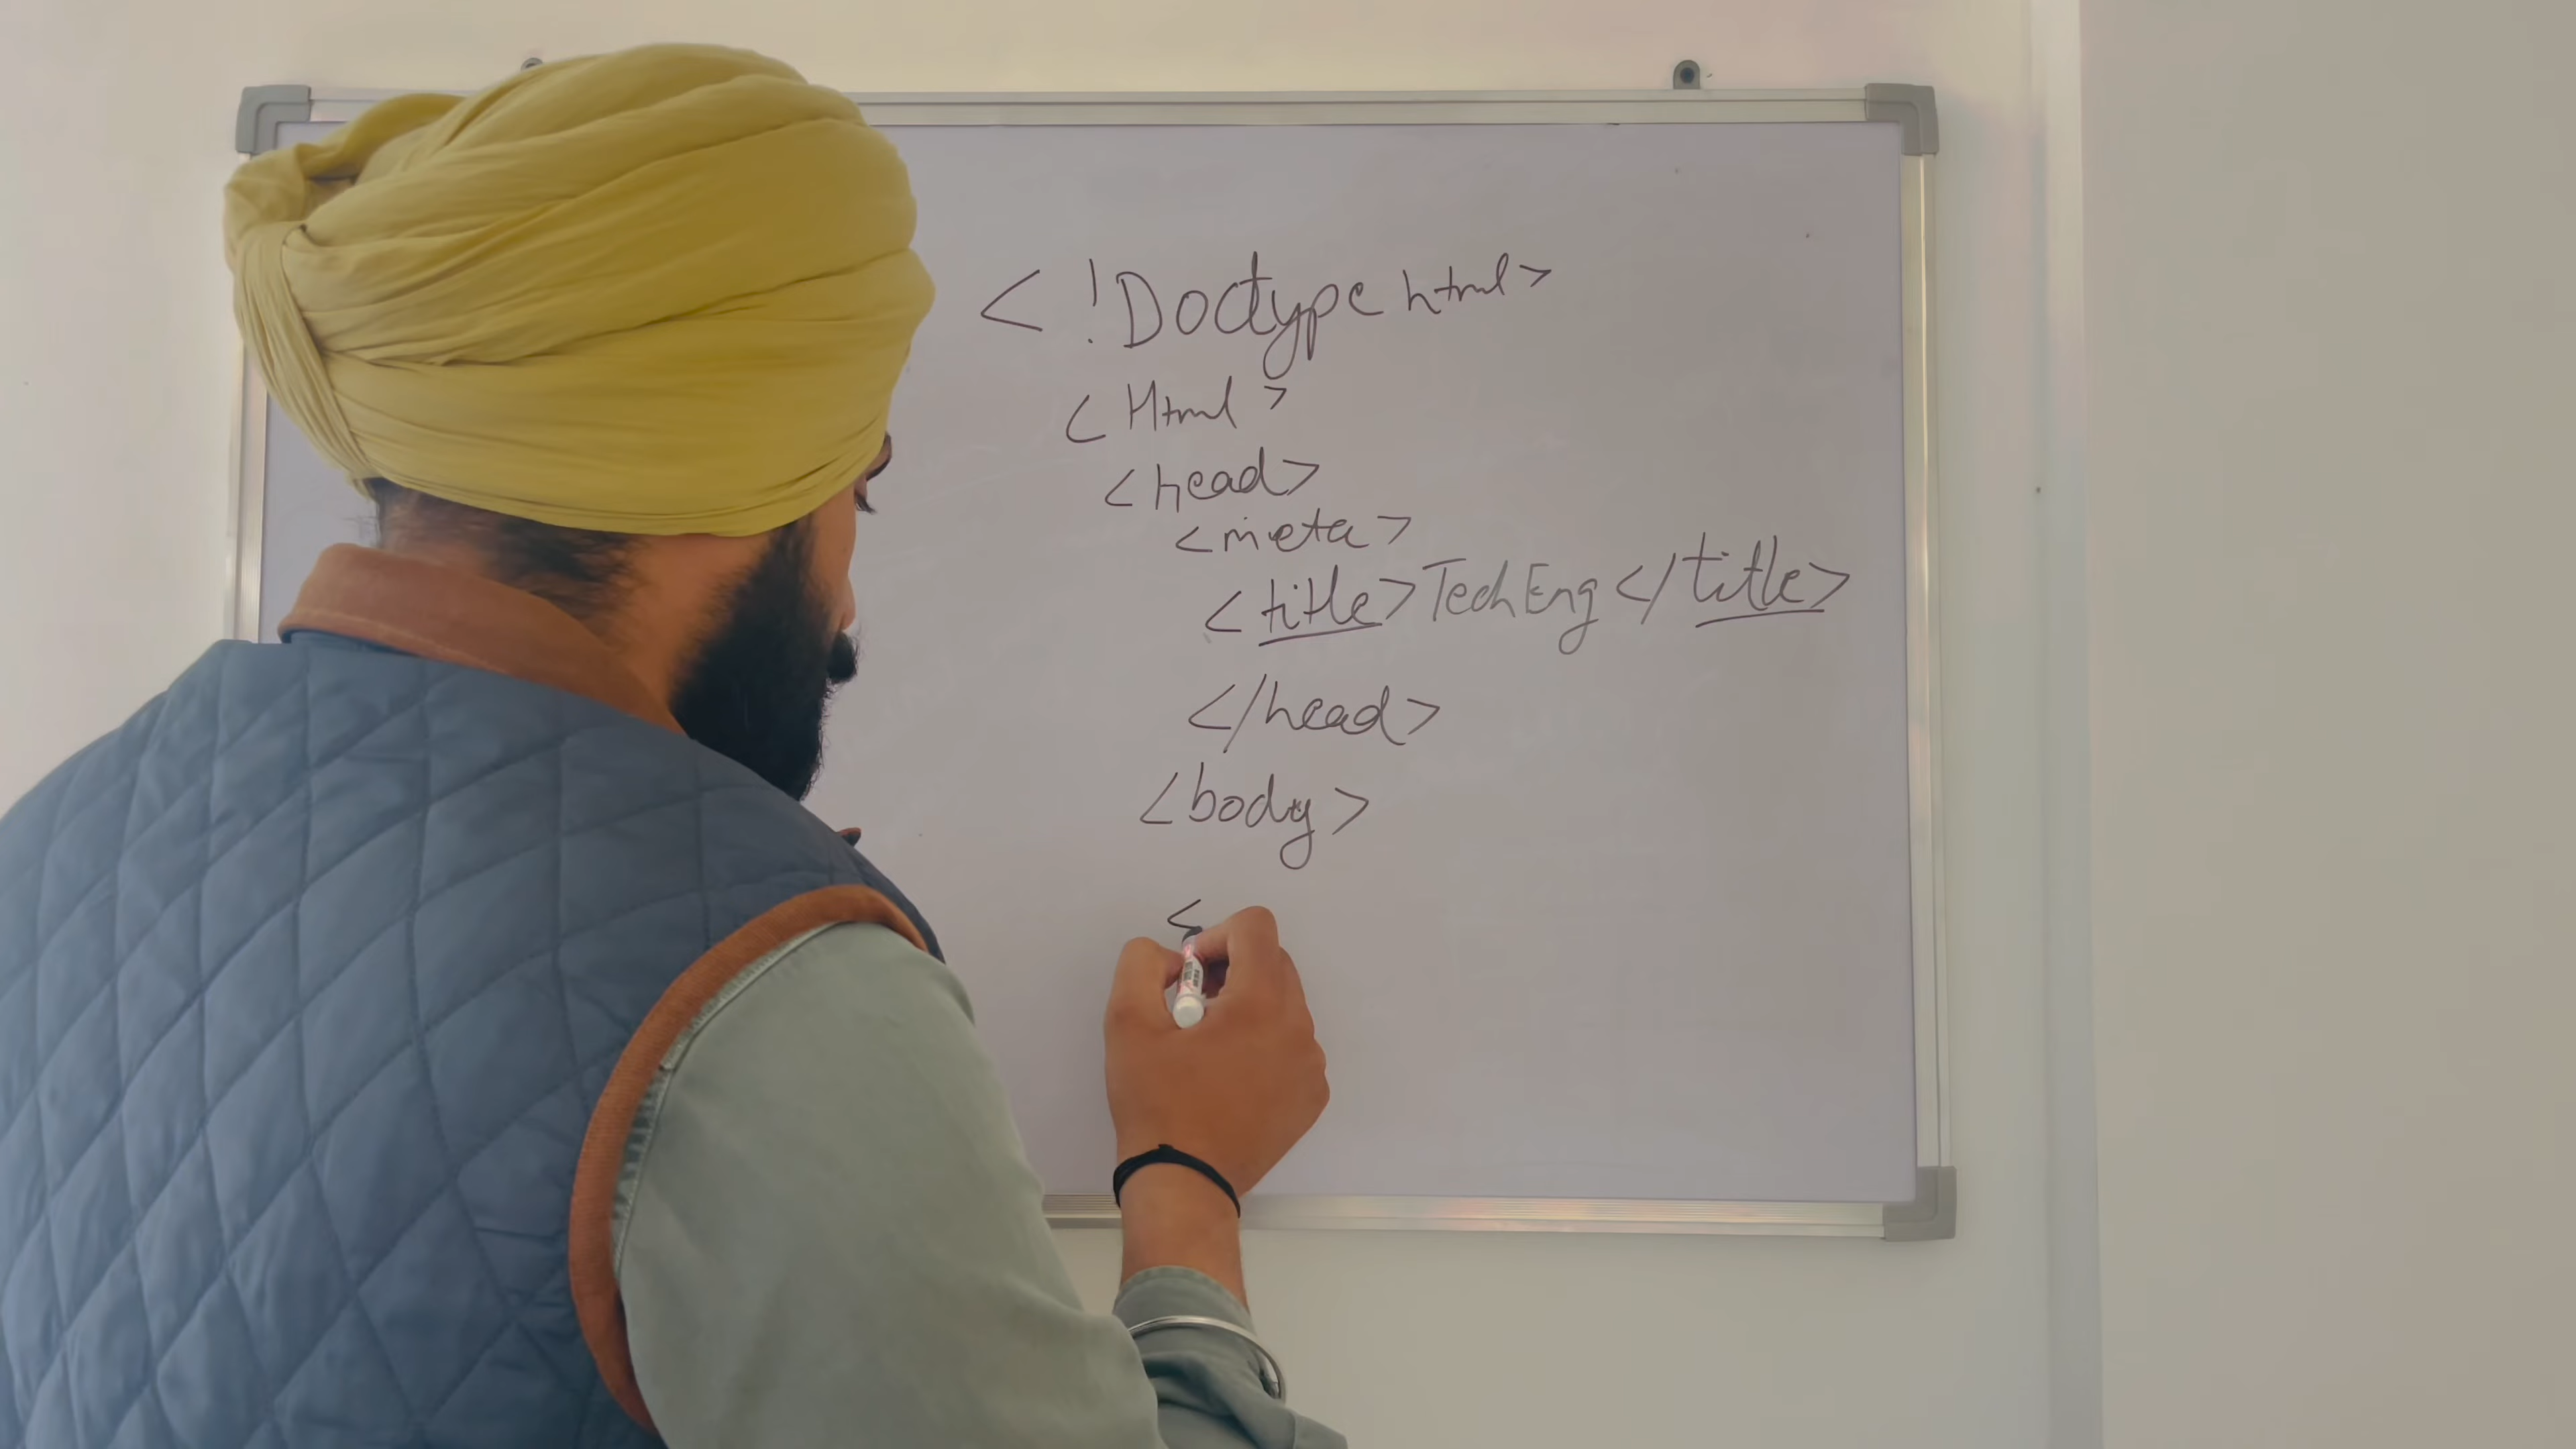 <!Doctype html>
<Html>
<head>
<meta>
<title>TechEng</title>
</head>
<body>
<